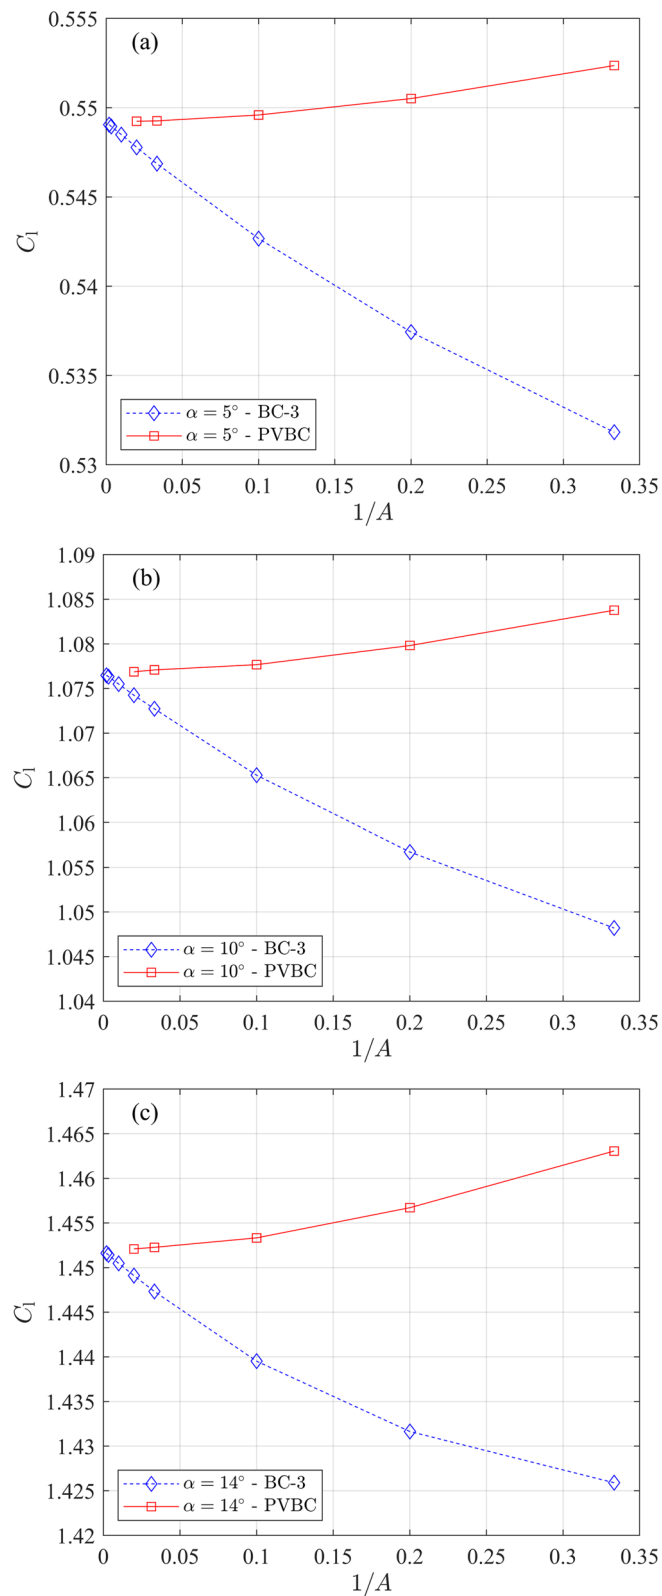 (a)
0.555
0.55
0.545
0.54
0.535
0.53
C_l
α = 5° - BC-3
α = 5° - PVBC
0 0.05 0.1 0.15 0.2 0.25 0.3 0.35
1/A
(b)
1.09
1.085
1.08
1.075
1.07
1.065
1.06
1.055
1.05
1.045
1.04
C_l
α = 10° - BC-3
α = 10° - PVBC
0 0.05 0.1 0.15 0.2 0.25 0.3 0.35
1/A
(c)
1.47
1.465
1.46
1.455
1.45
1.445
1.44
1.435
1.43
1.425
1.42
C_l
α = 14° - BC-3
α = 14° - PVBC
0 0.05 0.1 0.15 0.2 0.25 0.3 0.35
1/A